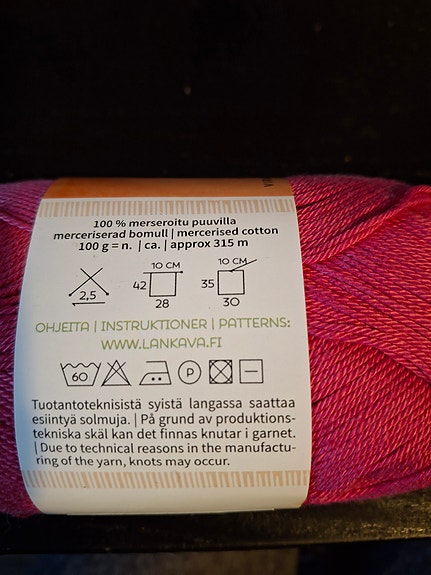 100 % merseroitu puuvilla
merceriserad bomull | mercerised cotton
100 g = n. | ca. | approx 315 m
10 CM
10 CM
42
35
2,5
28
30
OHJEITA | INSTRUKTIONER | PATTERNS:
WWW.LANKAVA.FI
60
P
Tuotantoteknisistä syistä langassa saattaa
esiintyä solmuja. | På grund av produktions-
tekniska skäl kan det finnas knutar i garnet.
| Due to technical reasons in the manufactu-
ring of the yarn, knots may occur.